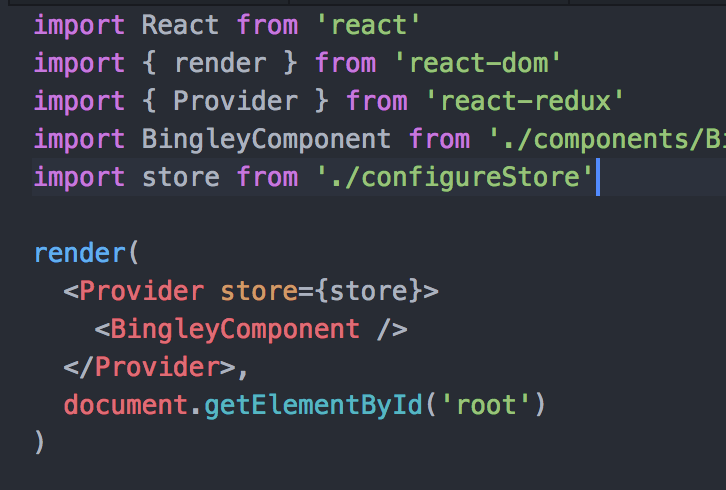 import React from 'react'
import { render } from 'react-dom'
import { Provider } from 'react-redux'
import BingleyComponent from './components/Bi
import store from './configureStore'
render(
<Provider store={store}>
<BingleyComponent />
</Provider>,
document.getElementById('root')
)